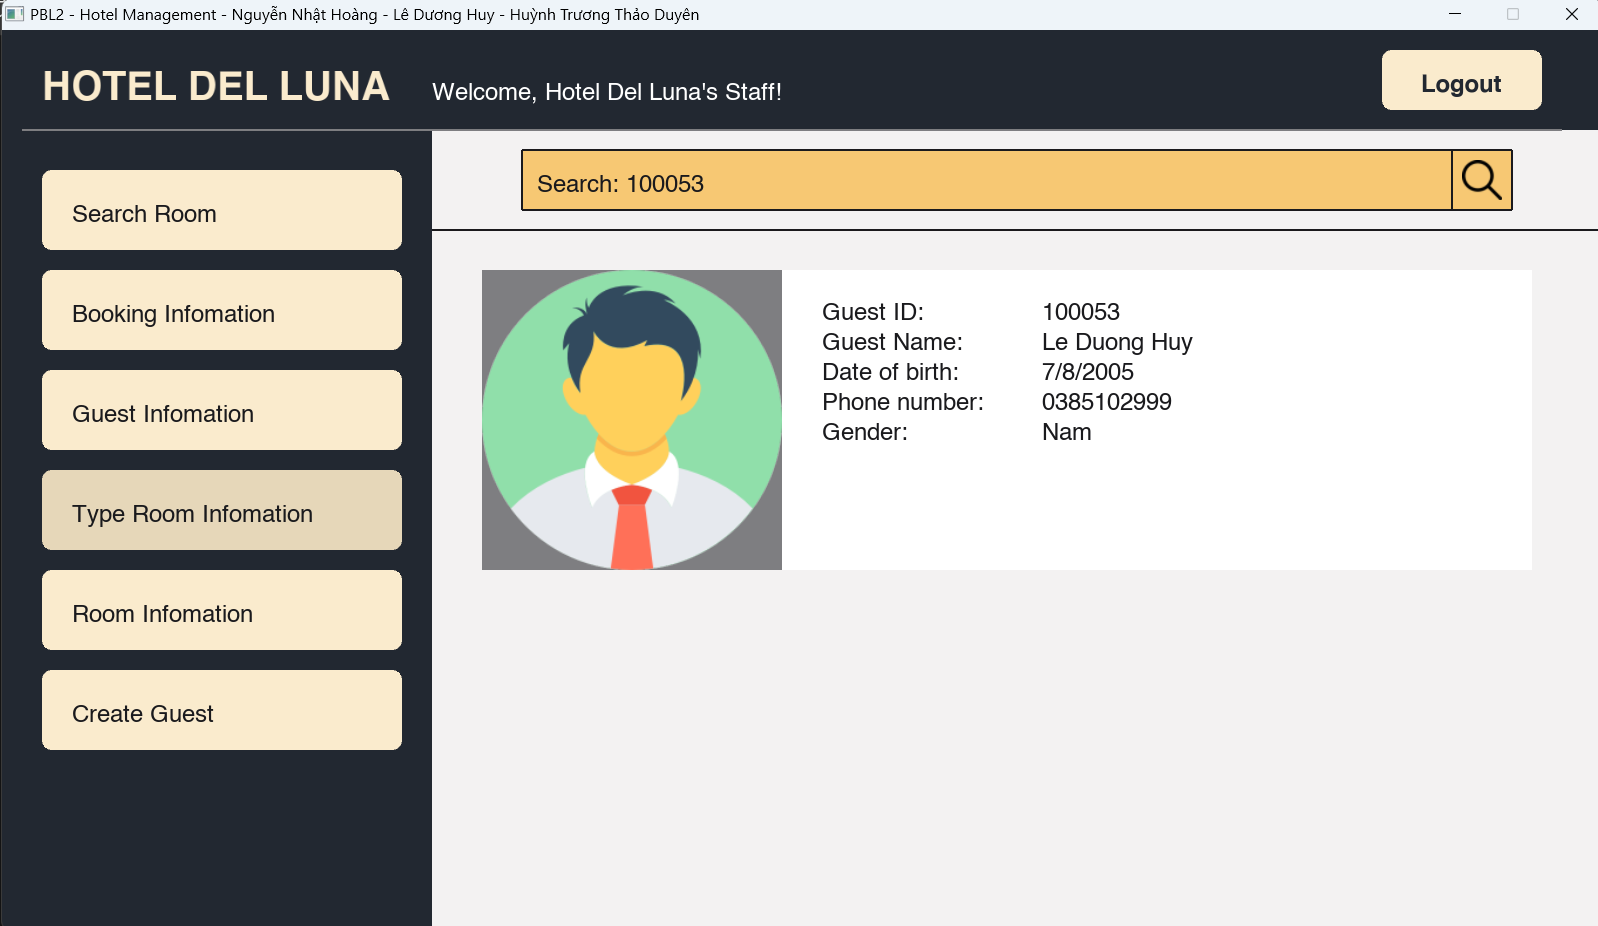 PBL2 - Hotel Management - Nguyễn Nhật Hoàng - Lê Dương Huy - Huỳnh Trương Thảo Duyên
HOTEL DEL LUNA
Welcome, Hotel Del Luna's Staff!
Logout
Search Room
Booking Infomation
Guest Infomation
Type Room Infomation
Room Infomation
Create Guest
Search: 100053
Guest ID: 100053
Guest Name: Le Duong Huy
Date of birth: 7/8/2005
Phone number: 0385102999
Gender: Nam